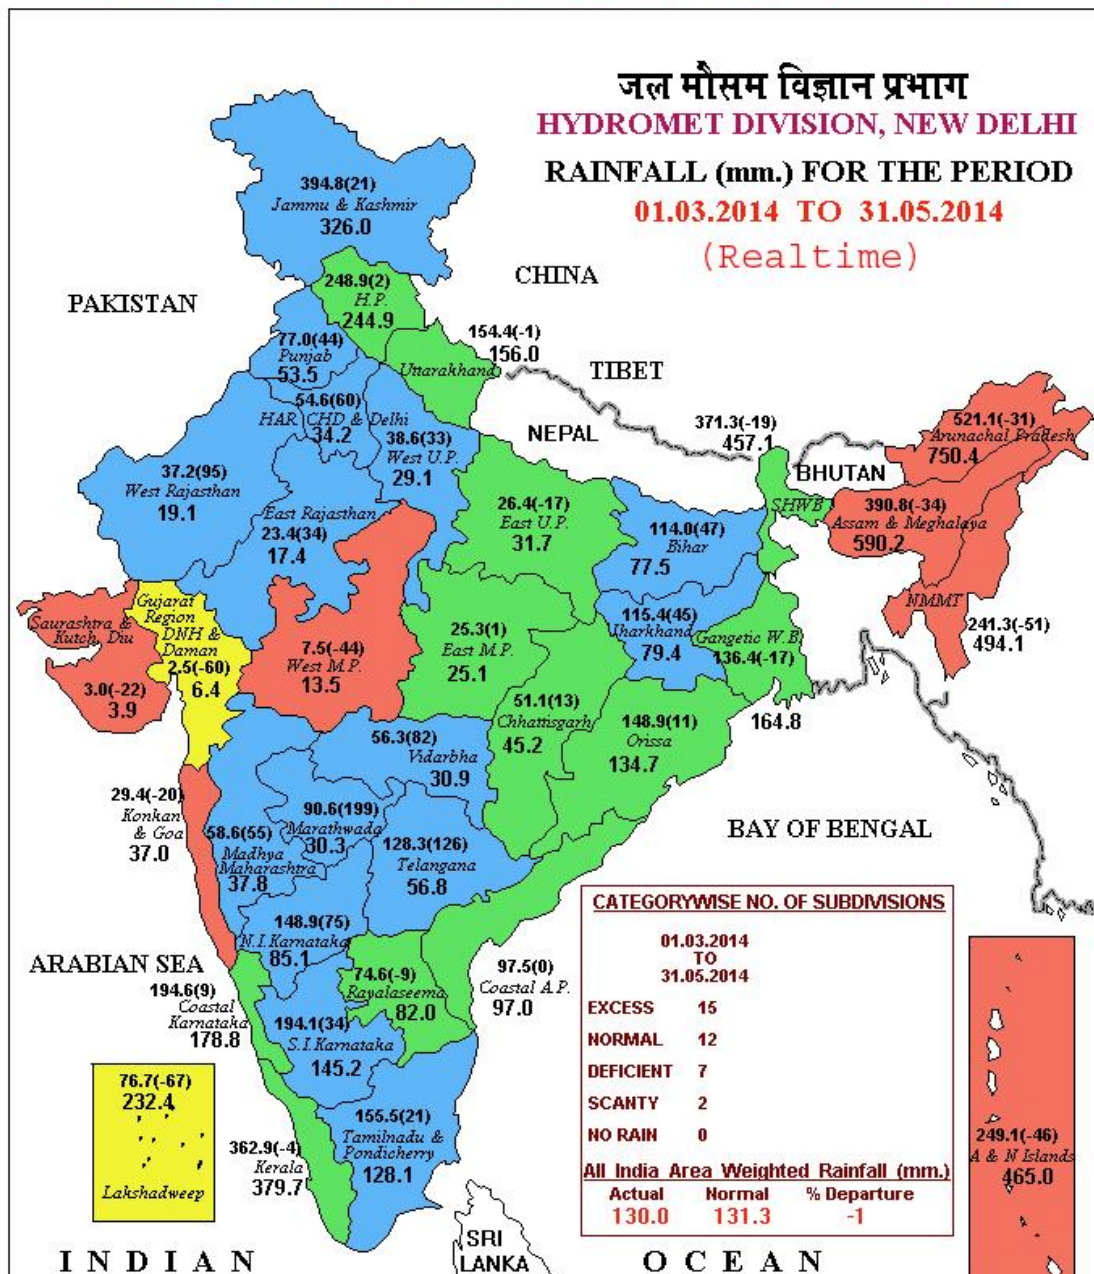 जल मौसम विज्ञान प्रभाग
HYDROMET DIVISION, NEW DELHI
RAINFALL (mm.) FOR THE PERIOD
01.03.2014 TO 31.05.2014
(Realtime)
394.8(21)
Jammu & Kashmir
326.0
CHINA
PAKISTAN
248.9(2)
H.P.
244.9
77.0(44)
Punjab
53.5
154.4(-1)
156.0
Uttarakhand
TIBET
54.6(60)
HAR CHD & Delhi
34.2
38.6(33)
West U.P.
29.1
NEPAL
371.3(-19)
457.1
SHWB
BHUTAN
521.1(-31)
Arunachal Pradesh
750.4
37.2(95)
West Rajasthan
19.1
East Rajasthan
23.4(34)
17.4
26.4(-17)
East U.P.
31.7
114.0(47)
Bihar
77.5
390.8(-34)
Assam & Meghalaya
590.2
NMMT
241.3(-51)
494.1
Saurashtra &
Kutch, Diu
3.0(-22)
3.9
Gujarat
Region
DNH &
Daman
2.5(-60)
6.4
7.5(-44)
West M.P.
13.5
25.3(1)
East M.P.
25.1
115.4(45)
Jharkhand
79.4
Gangetic W.B
136.4(-17)
164.8
51.1(13)
Chhattisgarh
45.2
148.9(11)
Orissa
134.7
56.3(82)
Vidarbha
30.9
29.4(-20)
Konkan
& Goa
37.0
58.6(55)
Madhya
Maharashtra
37.8
90.6(199)
Marathwada
30.3
128.3(126)
Telangana
56.8
BAY OF BENGAL
148.9(75)
N.I.Karnataka
85.1
ARABIAN SEA
194.6(9)
Coastal
Karnataka
178.8
74.6(-9)
Rayalaseema
82.0
97.5(0)
Coastal A.P.
97.0
194.1(34)
S.I.Karnataka
145.2
76.7(-67)
232.4
Lakshadweep
362.9(-4)
Kerala
379.7
155.5(21)
Tamilnadu &
Pondicherry
128.1
CATEGORYWISE NO. OF SUBDIVISIONS
01.03.2014
TO
31.05.2014
EXCESS 15
NORMAL 12
DEFICIENT 7
SCANTY 2
NO RAIN 0
All India Area Weighted Rainfall (mm.)
Actual Normal % Departure
130.0 131.3 -1
249.1(-46)
A & N Islands
465.0
SRI
LANKA
INDIAN OCEAN